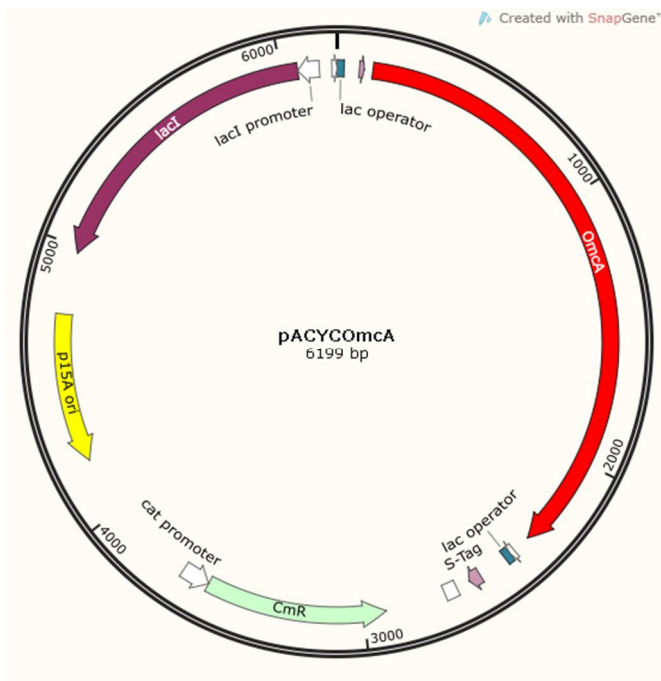 Created with SnapGene®
6000
lacI promoter
lac operator
lacI
1000
OmcA
5000
pACYCOmcA
6199 bp
p15A ori
2000
lac operator
S-Tag
cat promoter
4000
CmR
3000